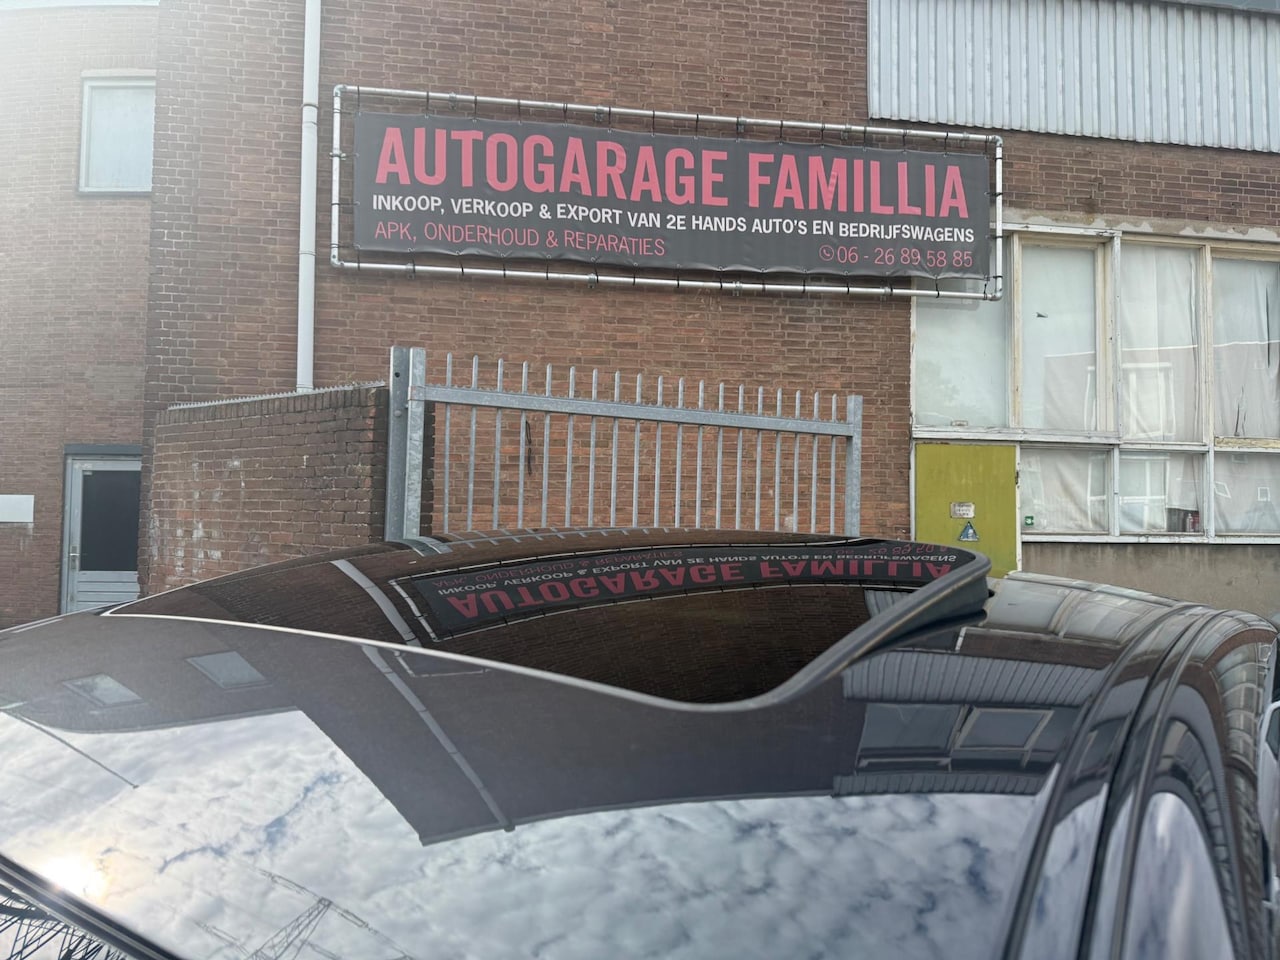 AUTOGARAGE FAMILLIA
INKOOP, VERKOOP & EXPORT VAN 2E HANDS AUTO'S EN BEDRIJFSWAGENS
APK, ONDERHOUD & REPARATIES
06 - 26 89 58 85